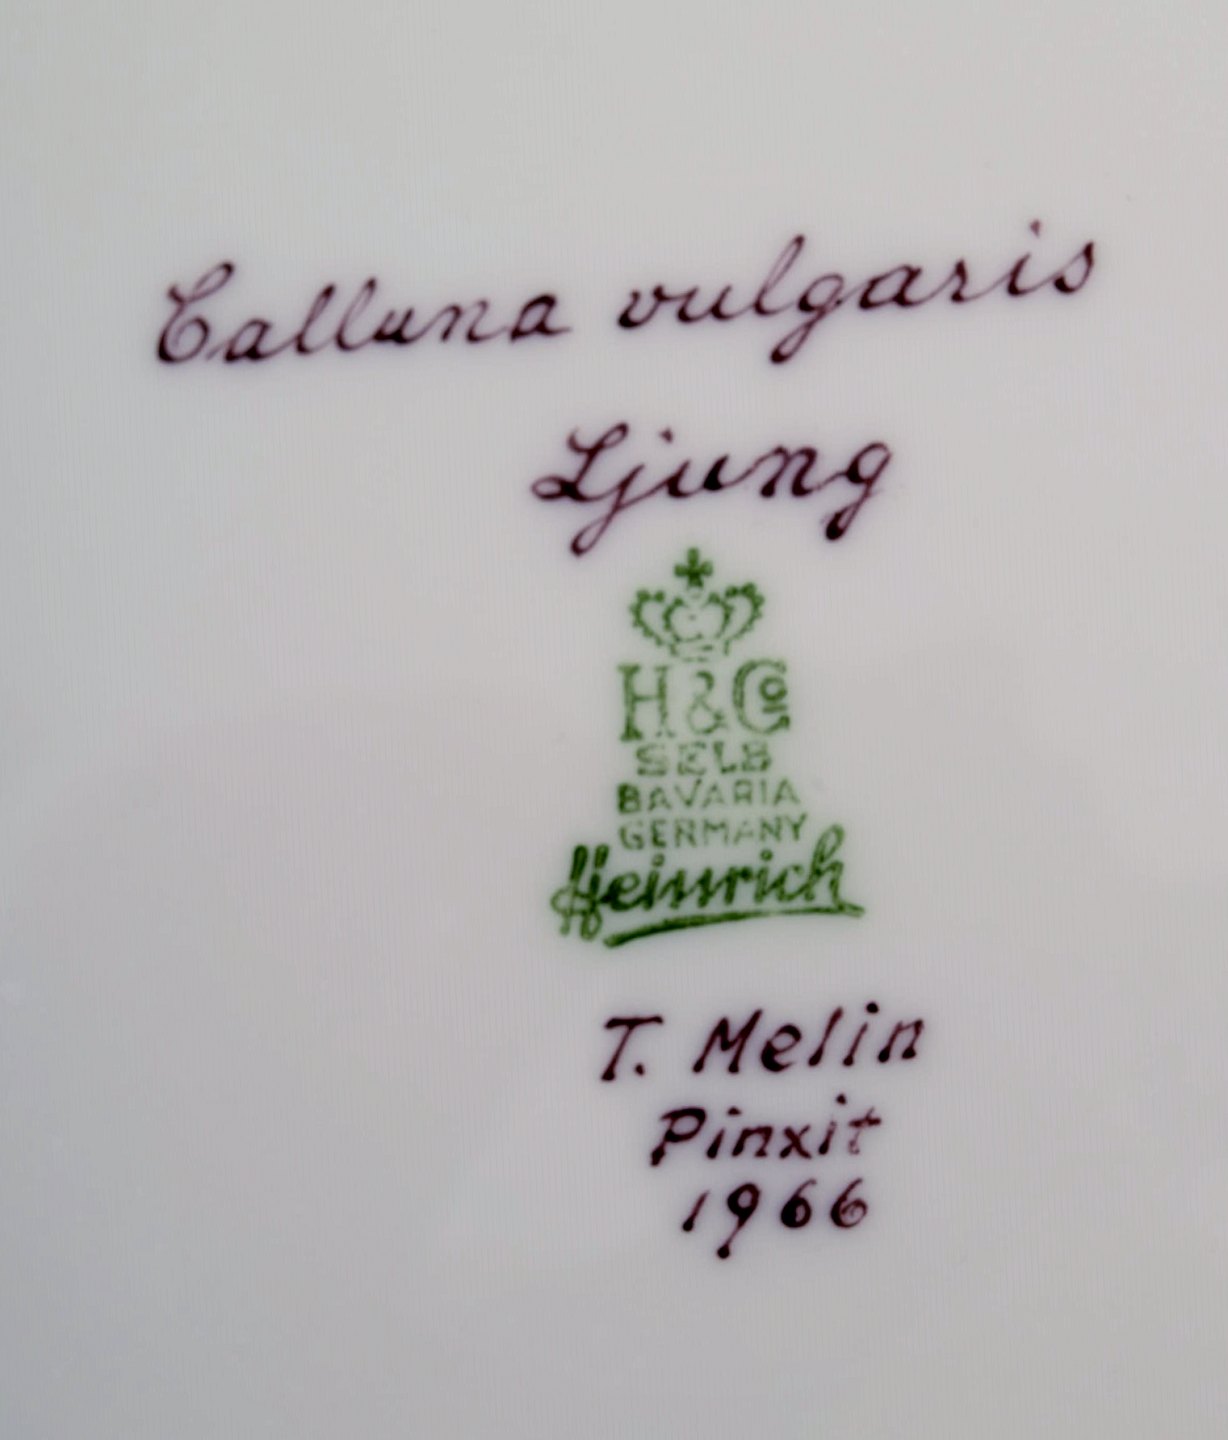 Calluna vulgaris
Ljung
H & Co
SELB
BAVARIA
GERMANY
Heinrich
T. Melin
Pinxit
1966